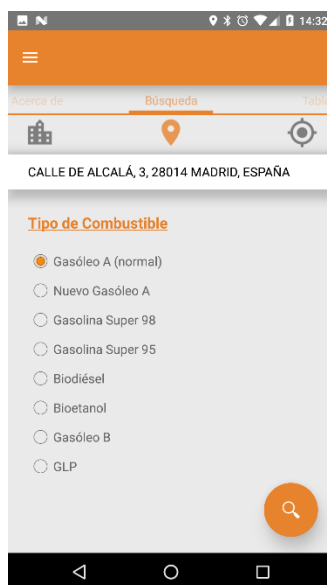 14:32
Acerca de Búsqueda Tabla
CALLE DE ALCALÁ, 3, 28014 MADRID, ESPAÑA
Tipo de Combustible
Gasóleo A (normal)
Nuevo Gasóleo A
Gasolina Super 98
Gasolina Super 95
Biodiésel
Bioetanol
Gasóleo B
GLP